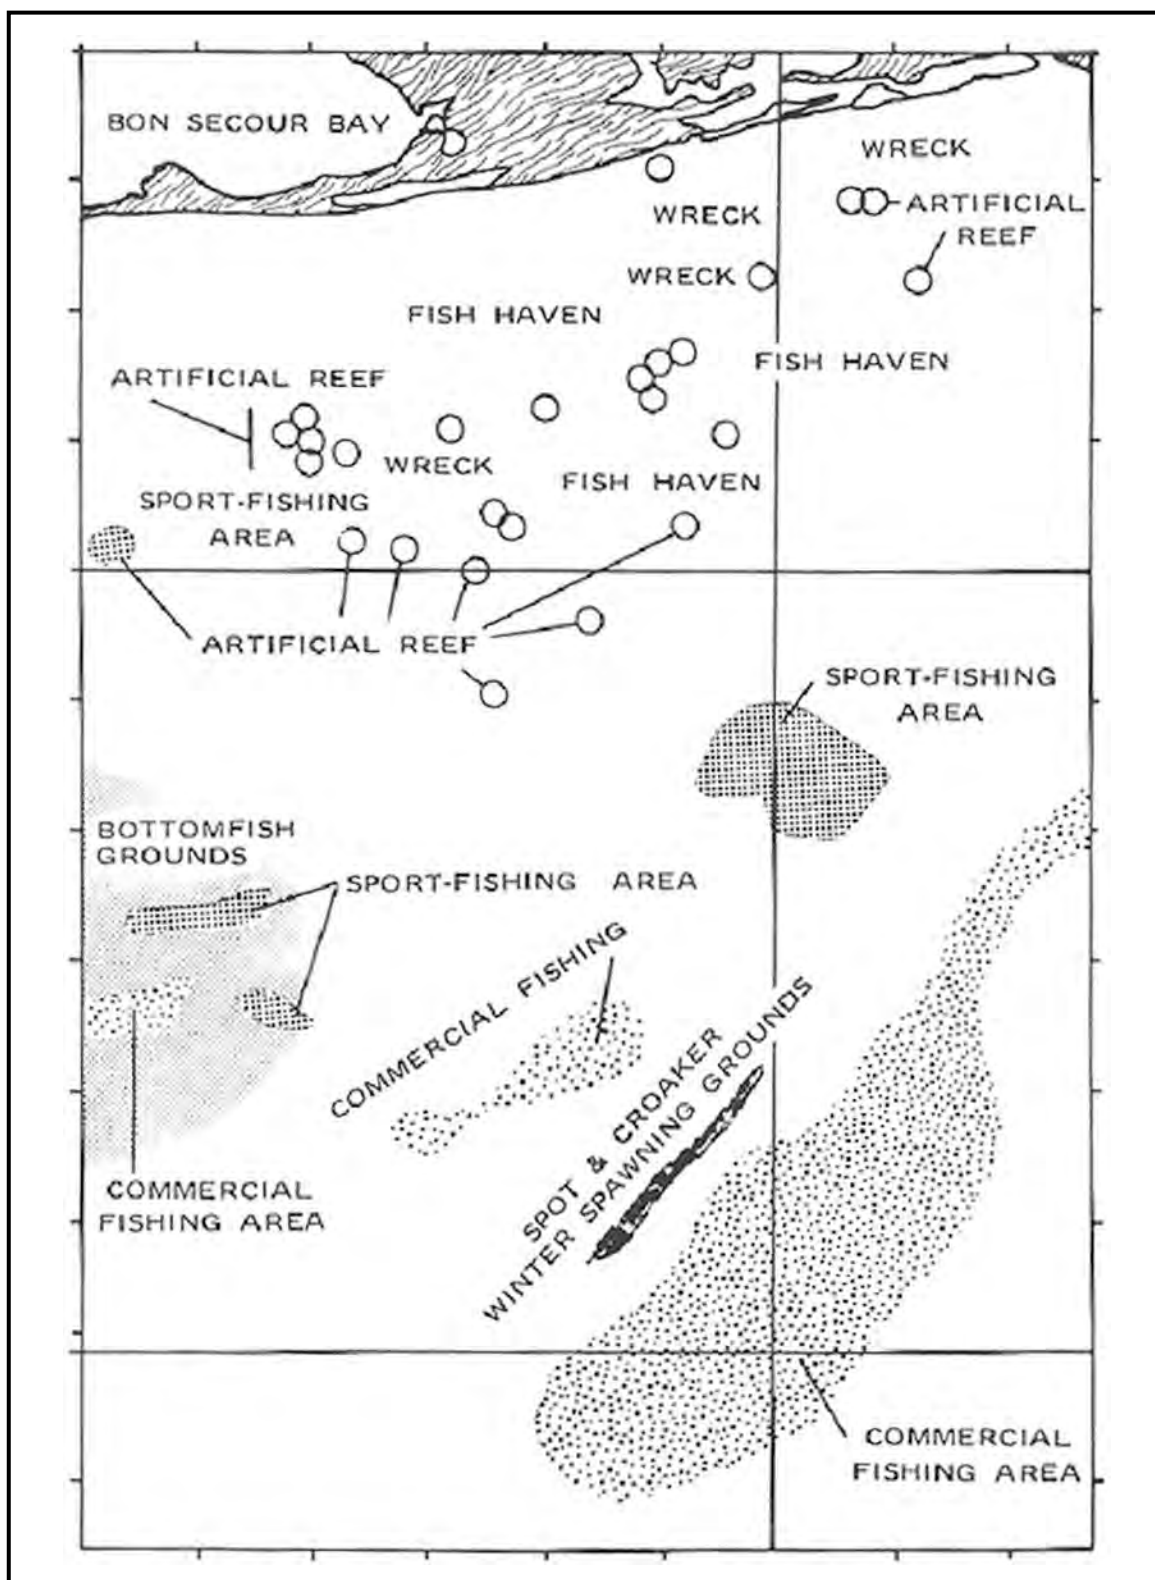 BON SECOUR BAY
WRECK
ARTIFICIAL
REEF
WRECK
WRECK
FISH HAVEN
FISH HAVEN
ARTIFICIAL REEF
WRECK
FISH HAVEN
SPORT-FISHING
AREA
ARTIFICIAL REEF
SPORT-FISHING
AREA
BOTTOMFISH
GROUNDS
SPORT-FISHING AREA
COMMERCIAL FISHING
SPOT & CROAKER
WINTER SPAWNING GROUNDS
COMMERCIAL
FISHING AREA
COMMERCIAL
FISHING AREA